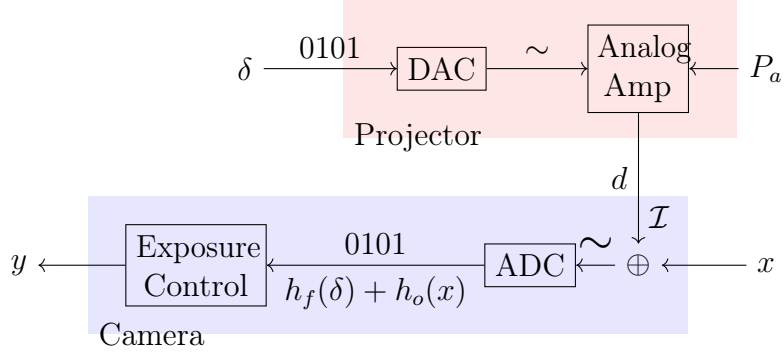 0101
δ
DAC
∼
Analog
Amp
P_a
Projector
d
𝓘
y
Exposure
Control
0101
h_f(δ) + h_o(x)
ADC
∼
⊕
x
Camera